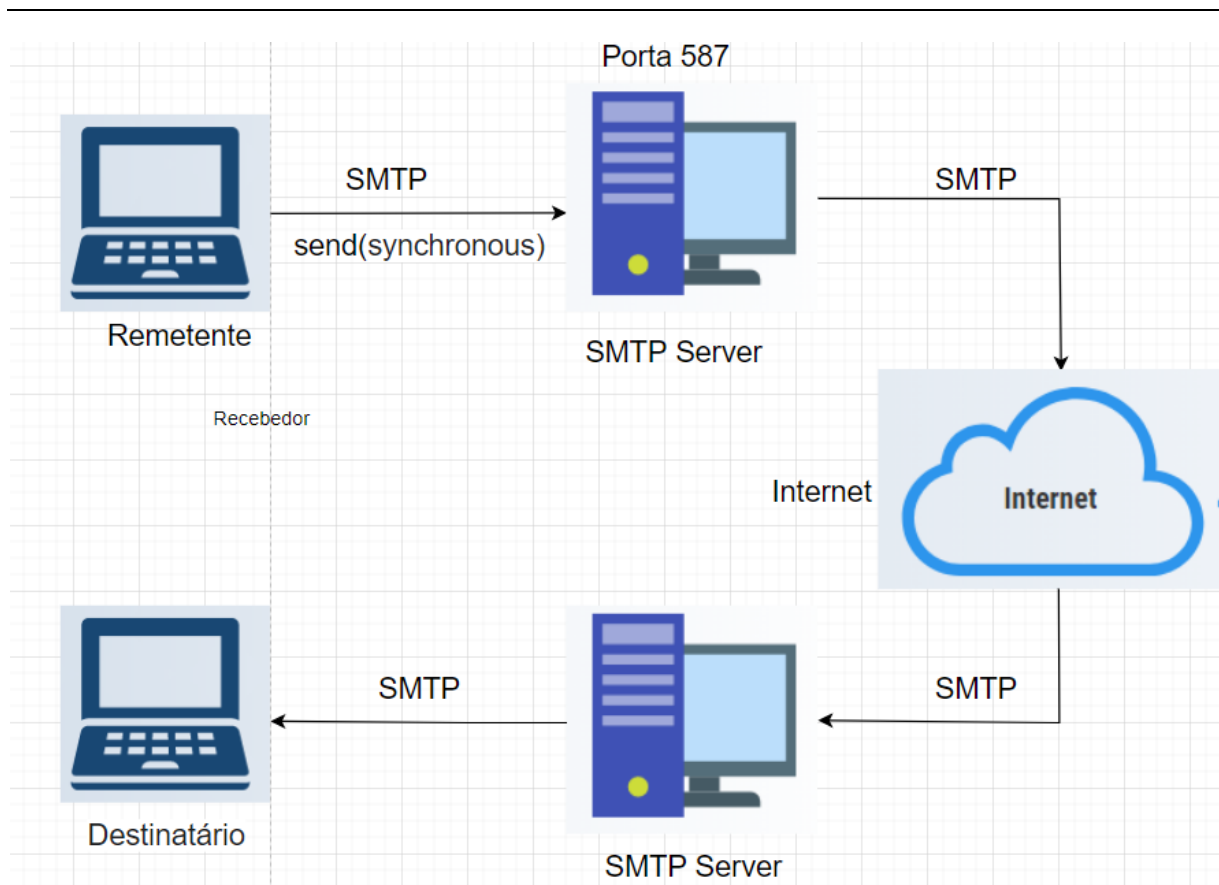 Porta 587
SMTP
SMTP
send(synchronous)
Remetente
SMTP Server
Recebedor
Internet
Internet
SMTP
SMTP
Destinatário
SMTP Server